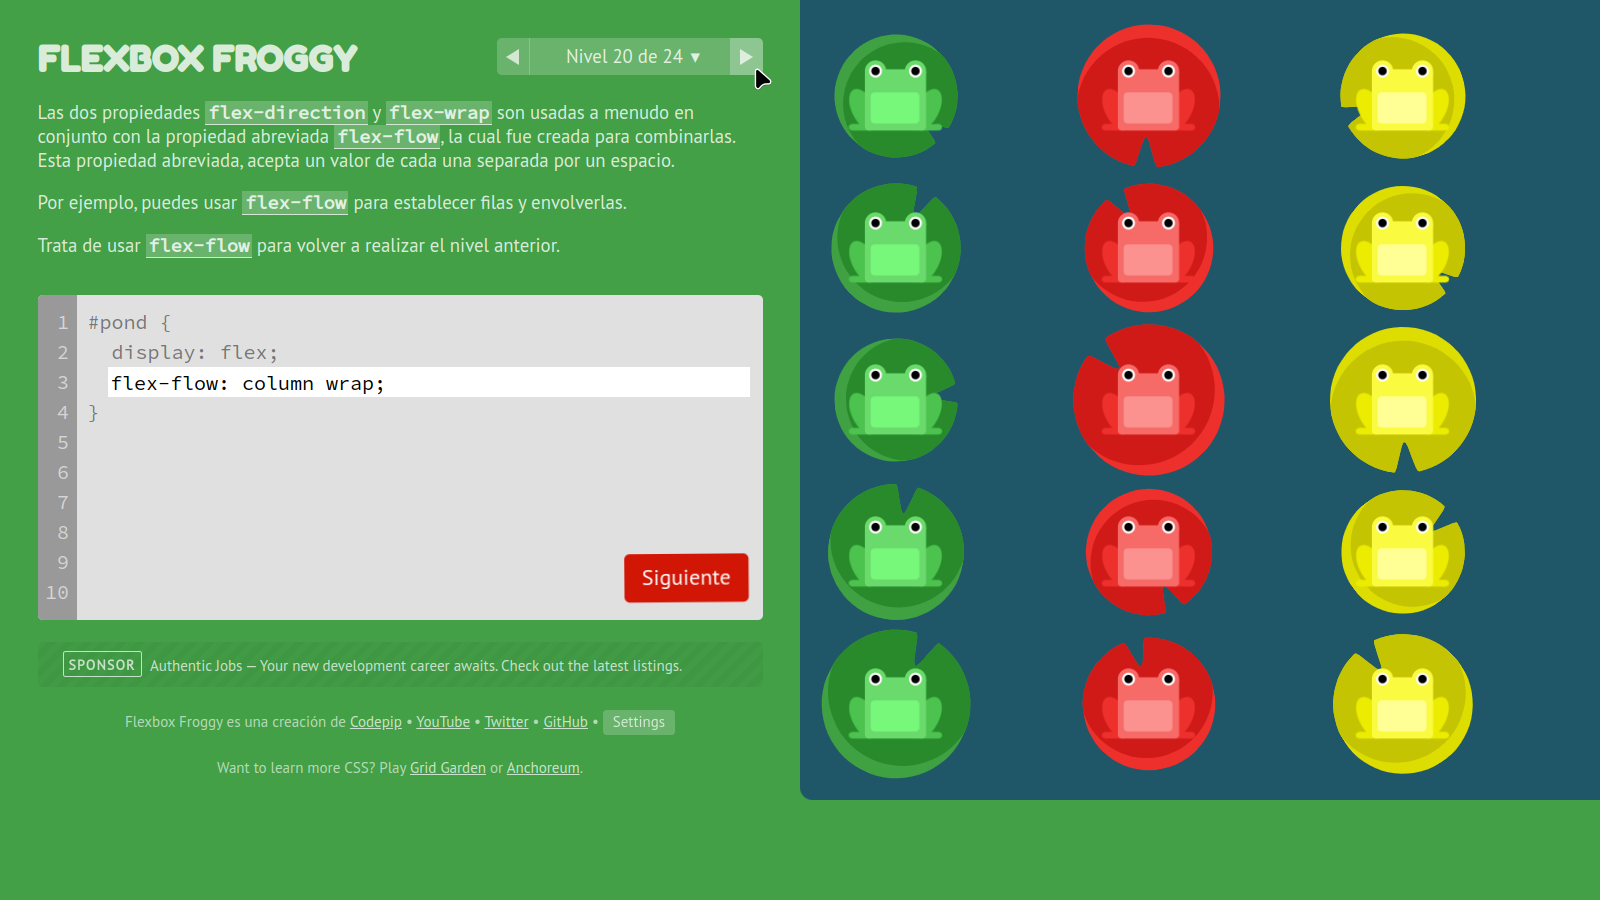 FLEXBOX FROGGY
◀ Nivel 20 de 24 ▼ ▶
Las dos propiedades flex-direction y flex-wrap son usadas a menudo en
conjunto con la propiedad abreviada flex-flow, la cual fue creada para combinarlas.
Esta propiedad abreviada, acepta un valor de cada una separada por un espacio.
Por ejemplo, puedes usar flex-flow para establecer filas y envolverlas.
Trata de usar flex-flow para volver a realizar el nivel anterior.
1 #pond {
2 display: flex;
3 flex-flow: column wrap;
4 }
5
6
7
8
9
10
Siguiente
SPONSOR Authentic Jobs — Your new development career awaits. Check out the latest listings.
Flexbox Froggy es una creación de Codepip • YouTube • Twitter • GitHub • Settings
Want to learn more CSS? Play Grid Garden or Anchoreum.